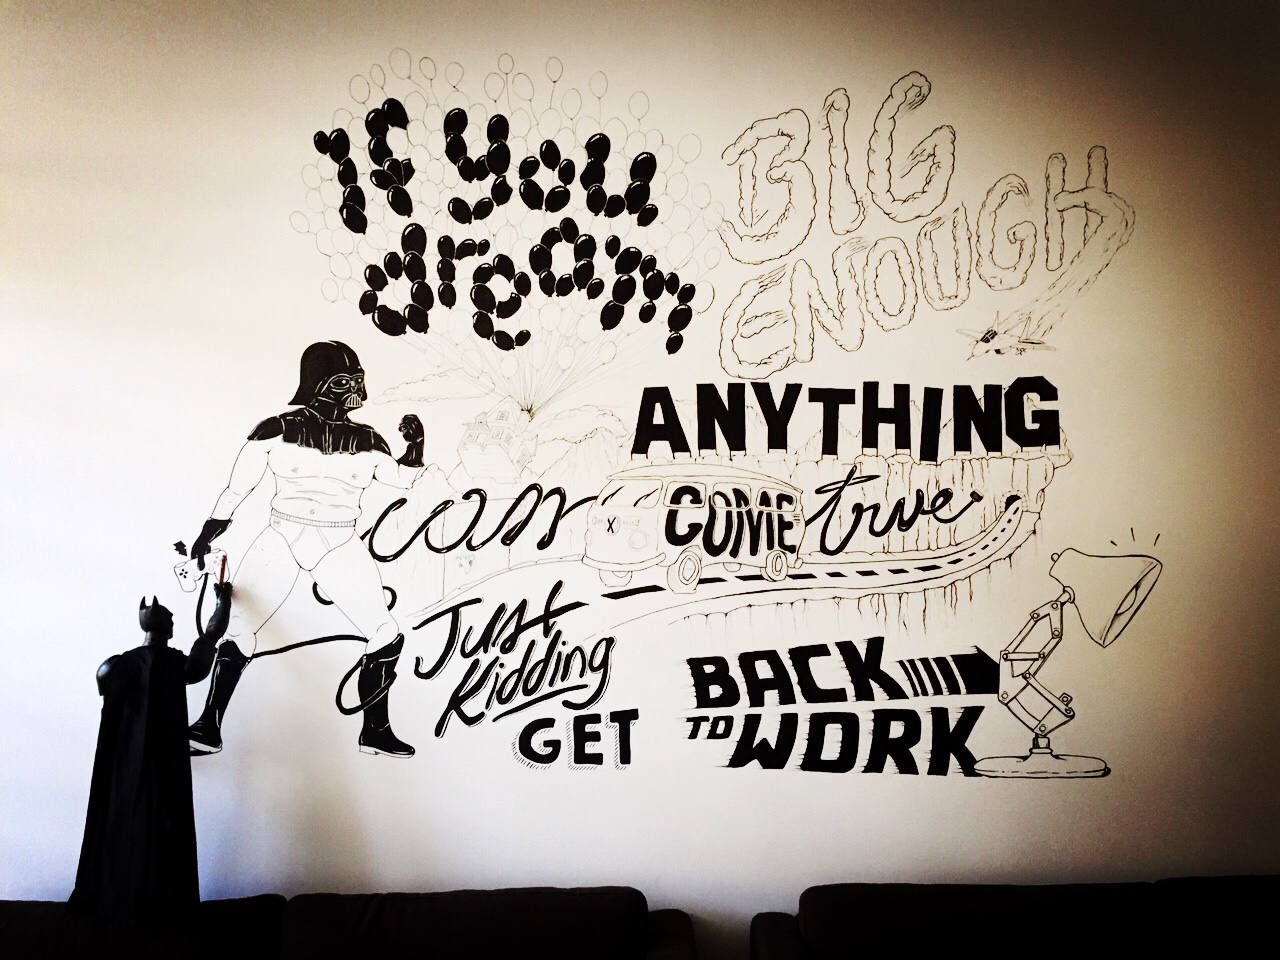 If you
dream
BIG
ENOUGH
ANYTHING
can COME true
Just
Kidding
GET
BACK
TO WORK